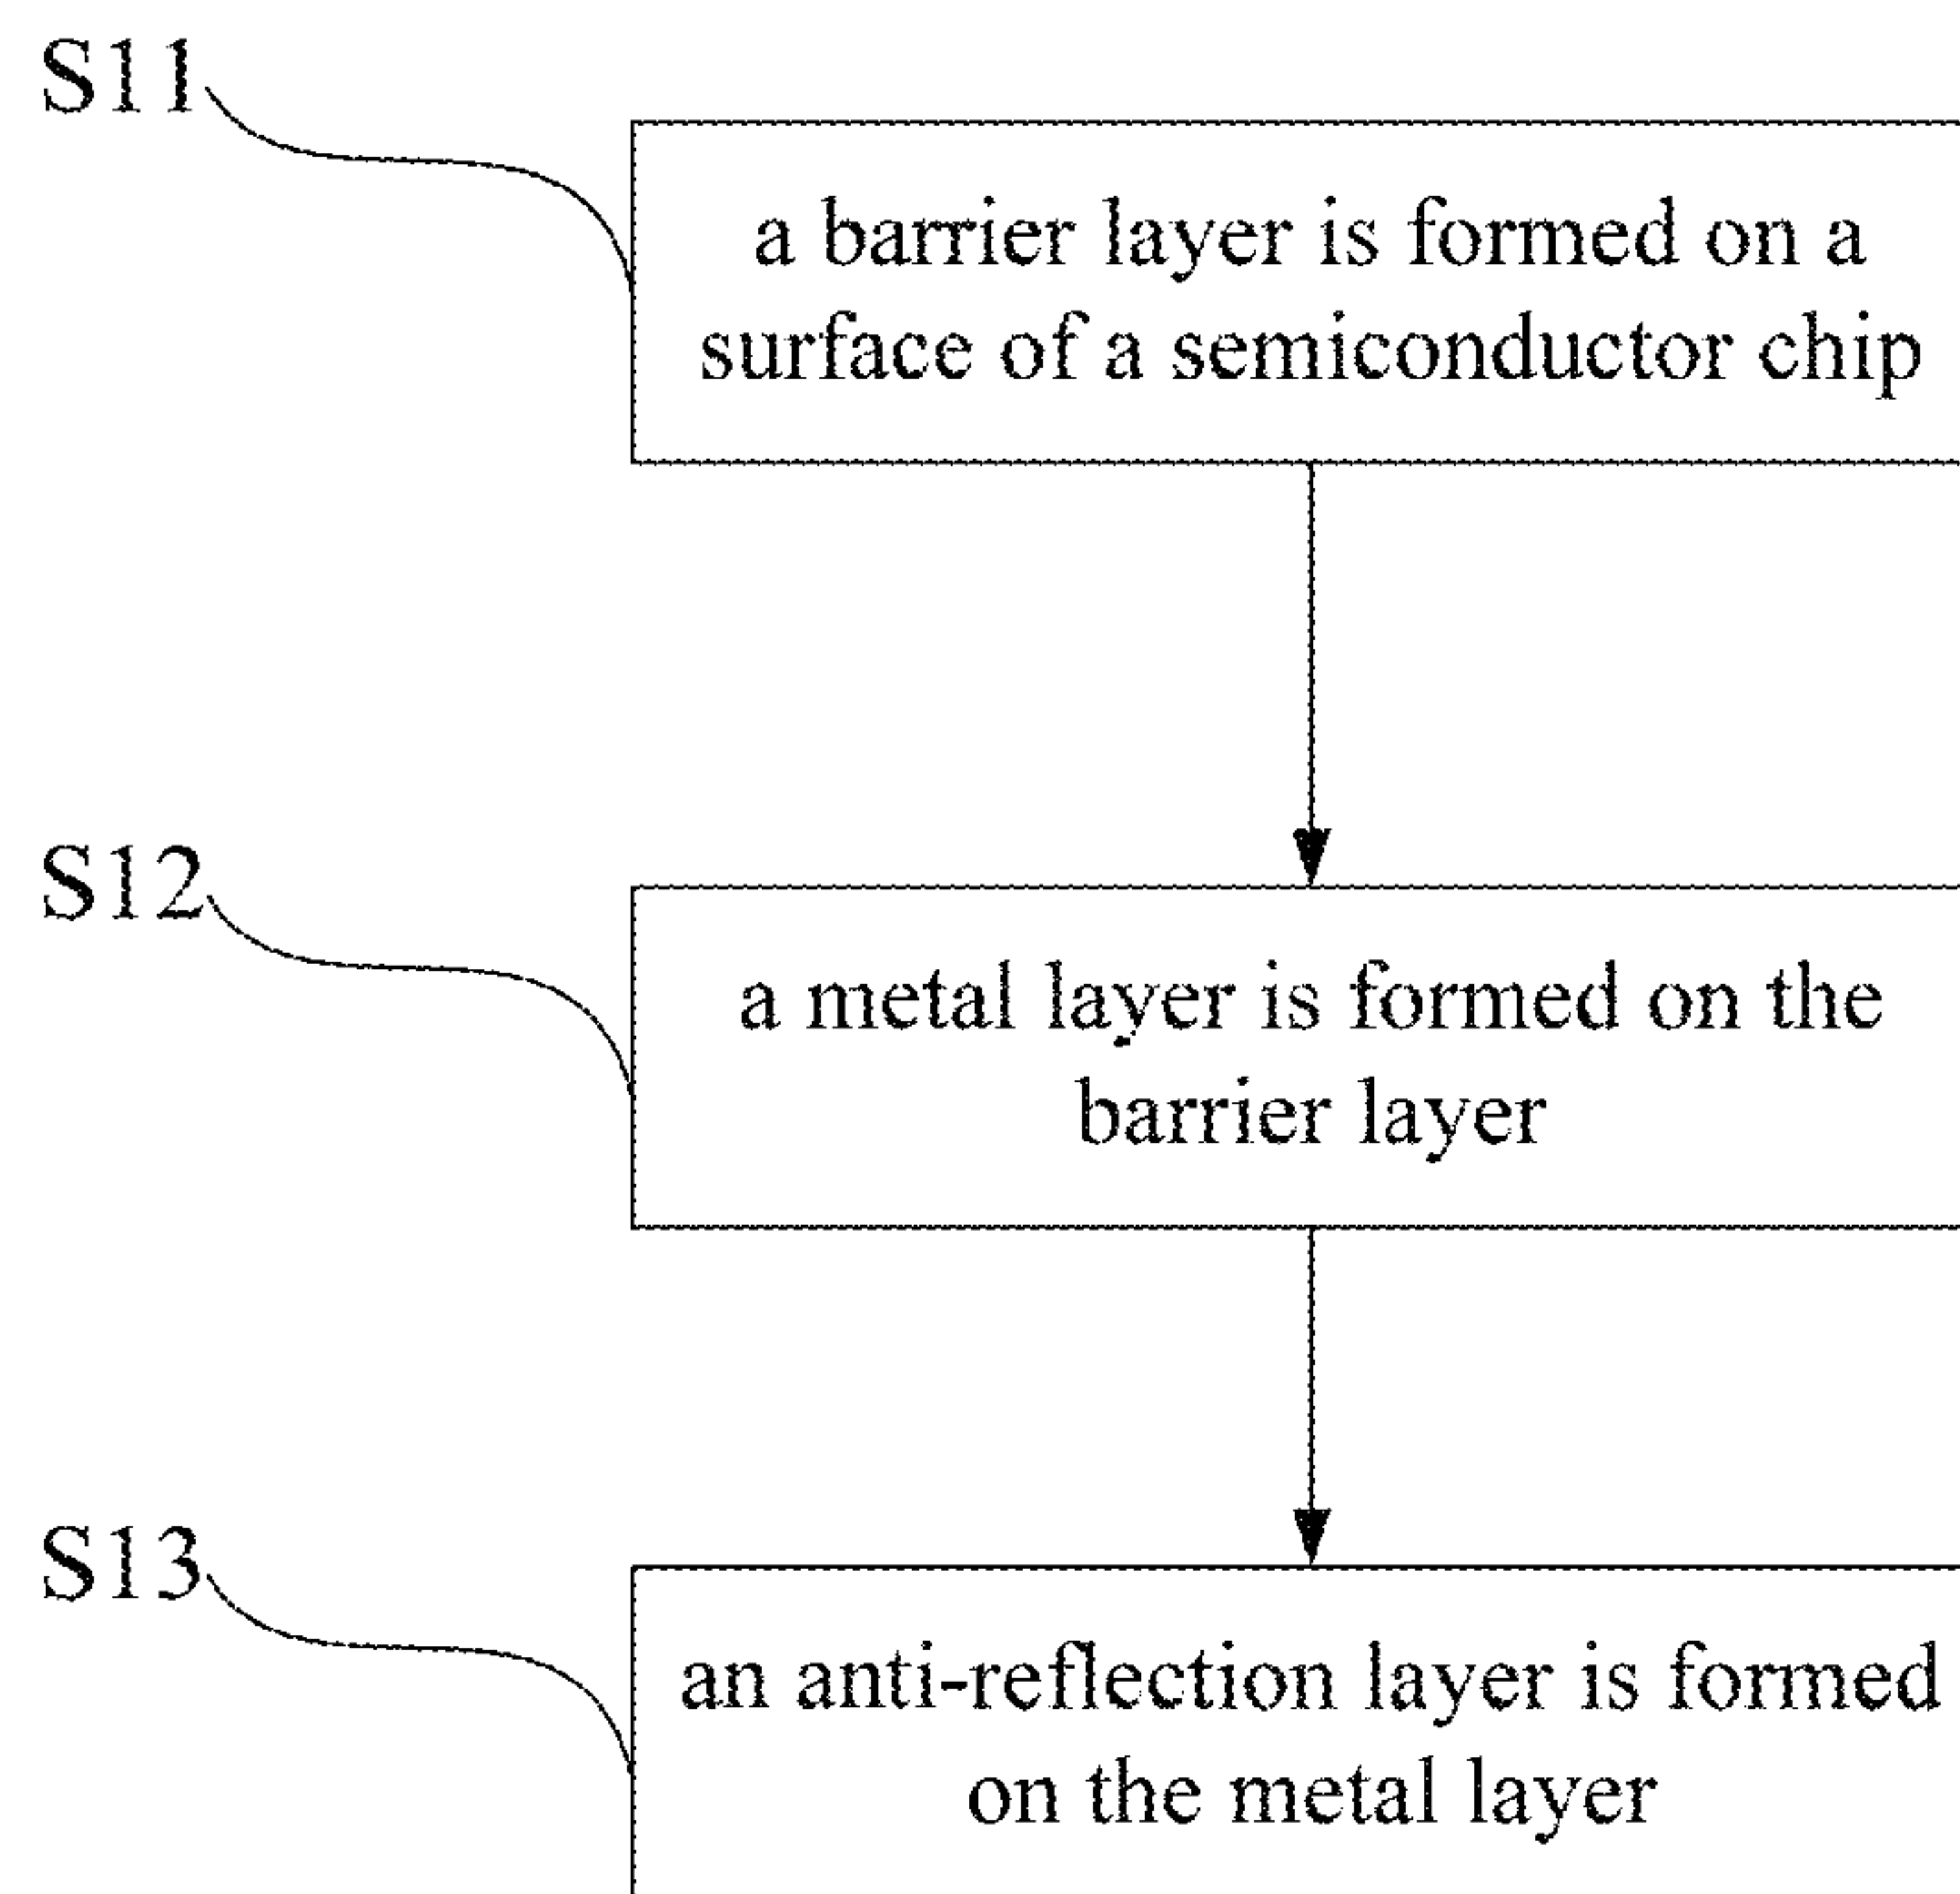 S11
a barrier layer is formed on a
surface of a semiconductor chip
S12
a metal layer is formed on the
barrier layer
S13
an anti-reflection layer is formed
on the metal layer